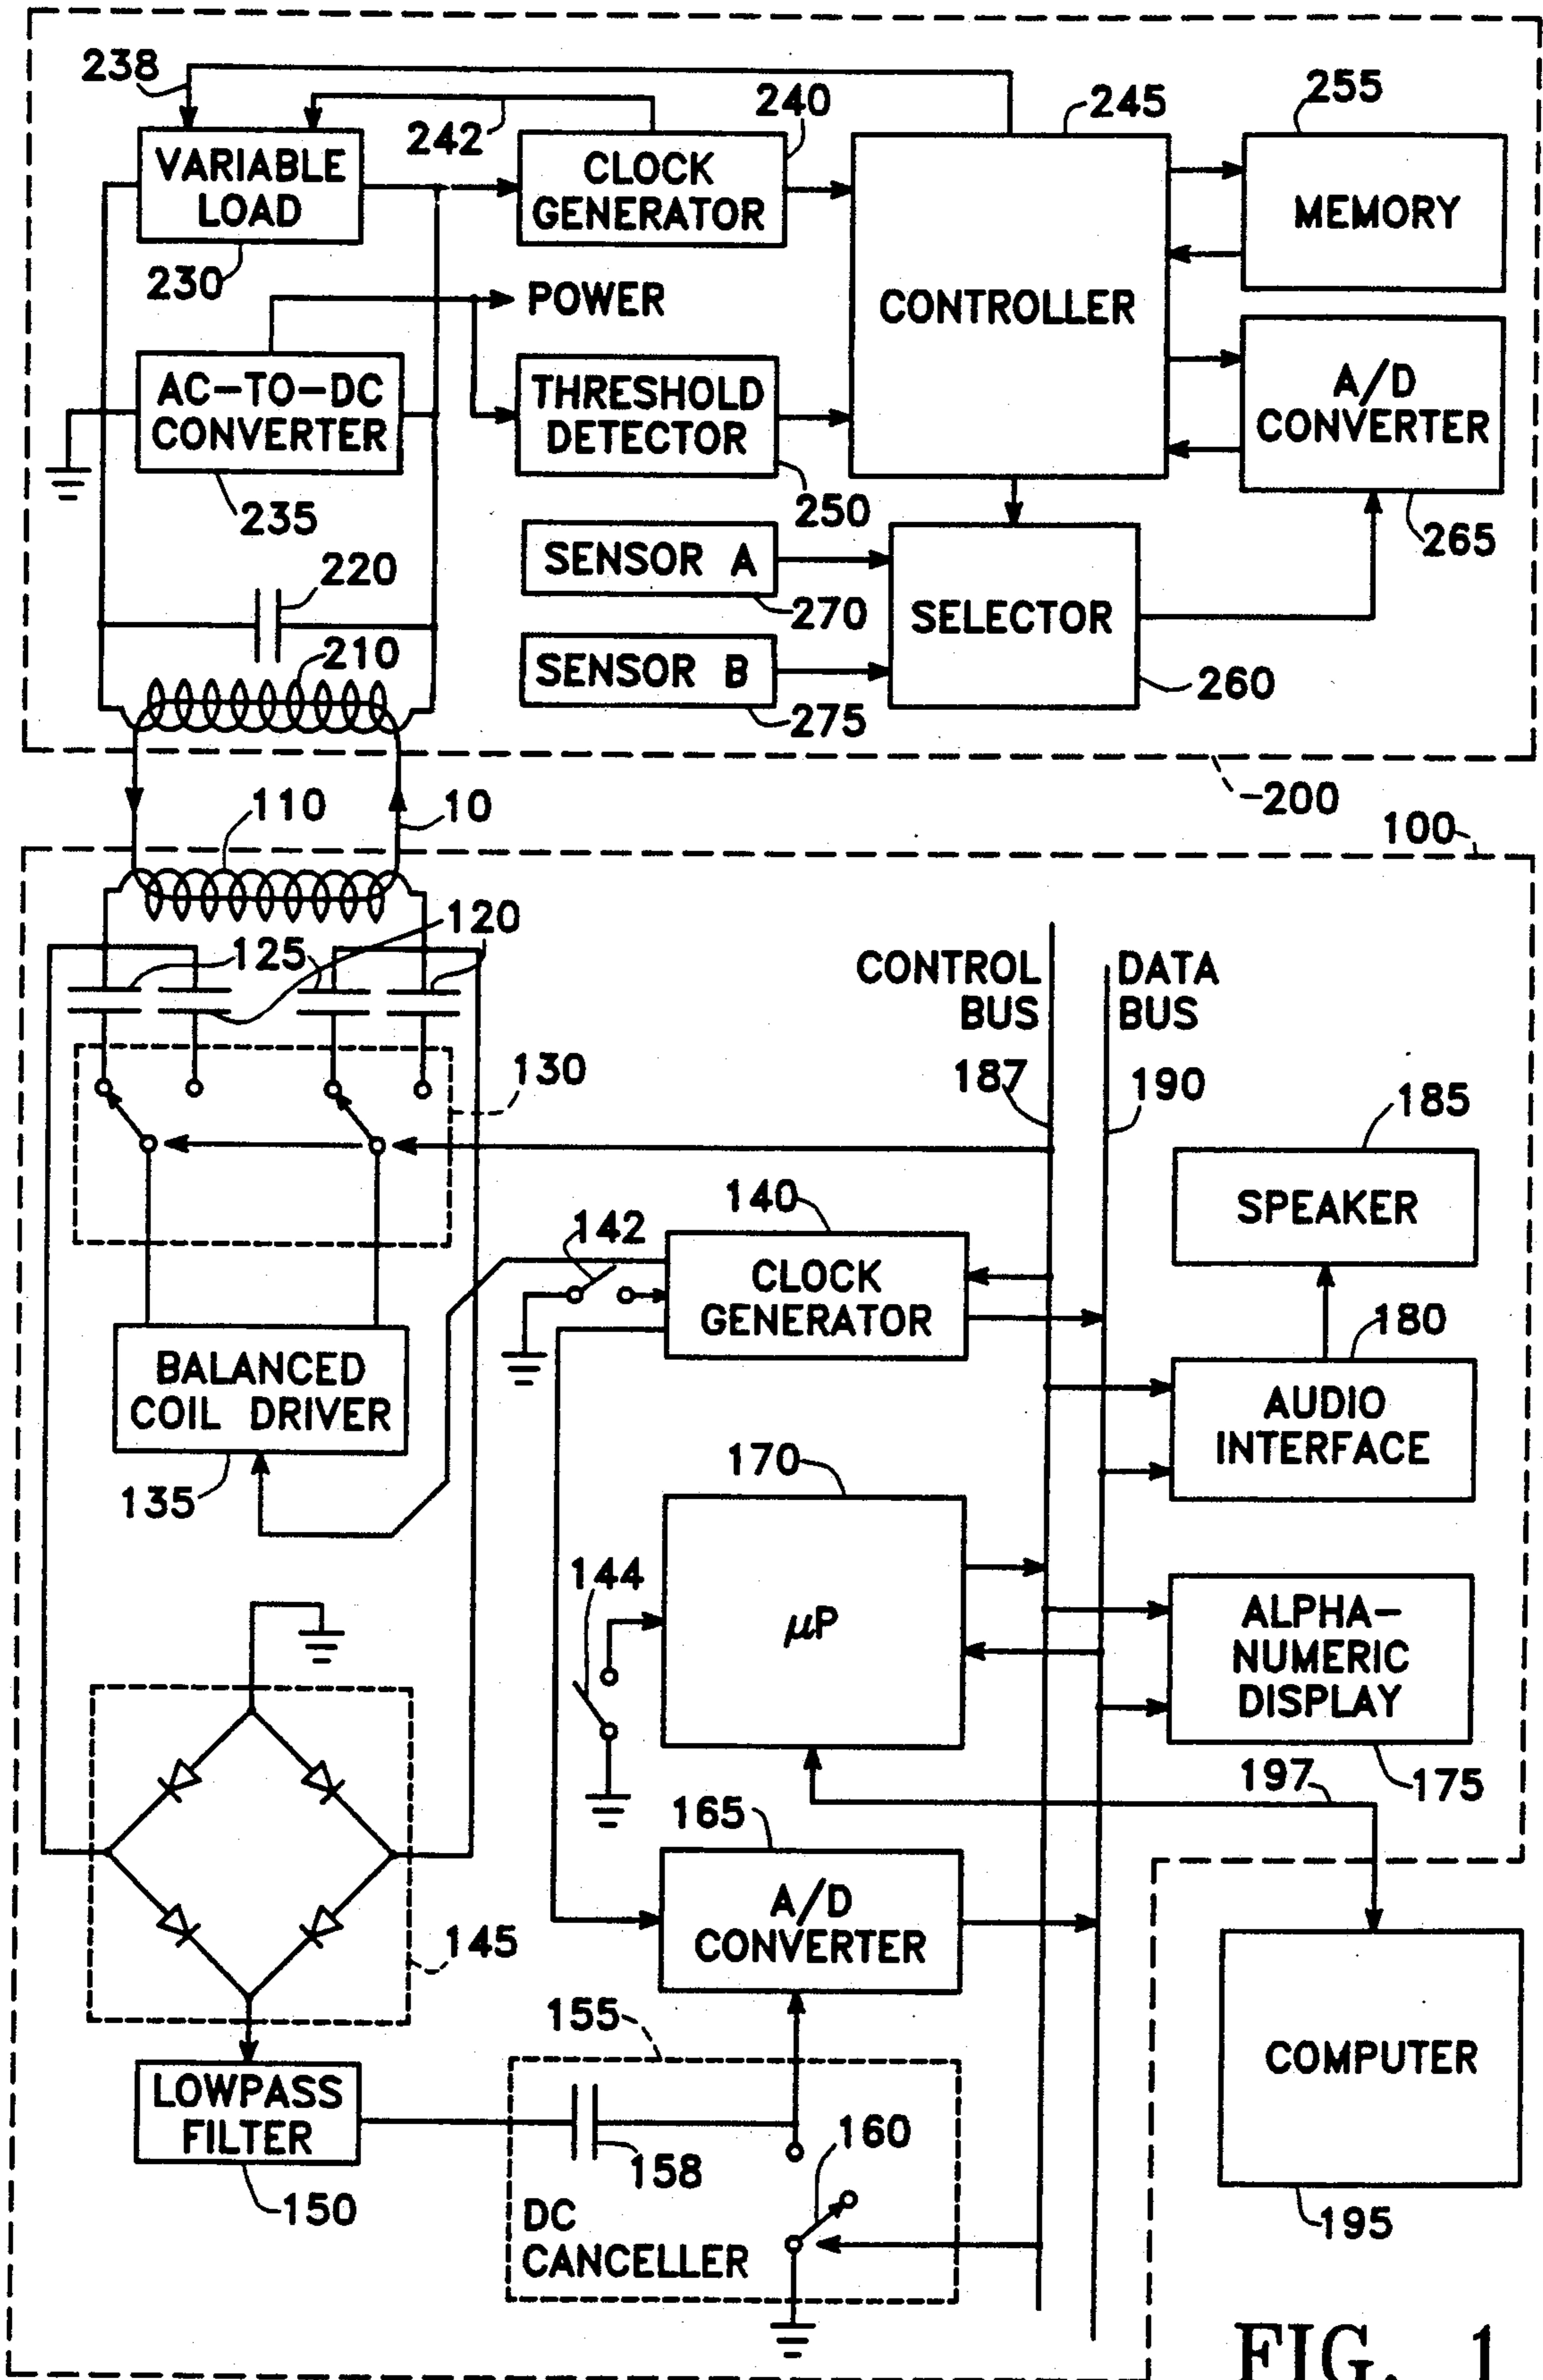 238
242
240
245
255
VARIABLE
LOAD
CLOCK
GENERATOR
MEMORY
230
POWER
CONTROLLER
AC-TO-DC
CONVERTER
THRESHOLD
DETECTOR
A/D
CONVERTER
235
250
265
220
SENSOR A
270
SELECTOR
210
SENSOR B
275
260
200
110
10
100
120
125
CONTROL
BUS
DATA
BUS
130
187
190
185
SPEAKER
140
142
CLOCK
GENERATOR
180
BALANCED
COIL DRIVER
AUDIO
INTERFACE
135
170
144
μP
ALPHA-
NUMERIC
DISPLAY
197
175
165
A/D
CONVERTER
145
155
COMPUTER
LOWPASS
FILTER
158
160
150
DC
CANCELLER
195
FIG. 1